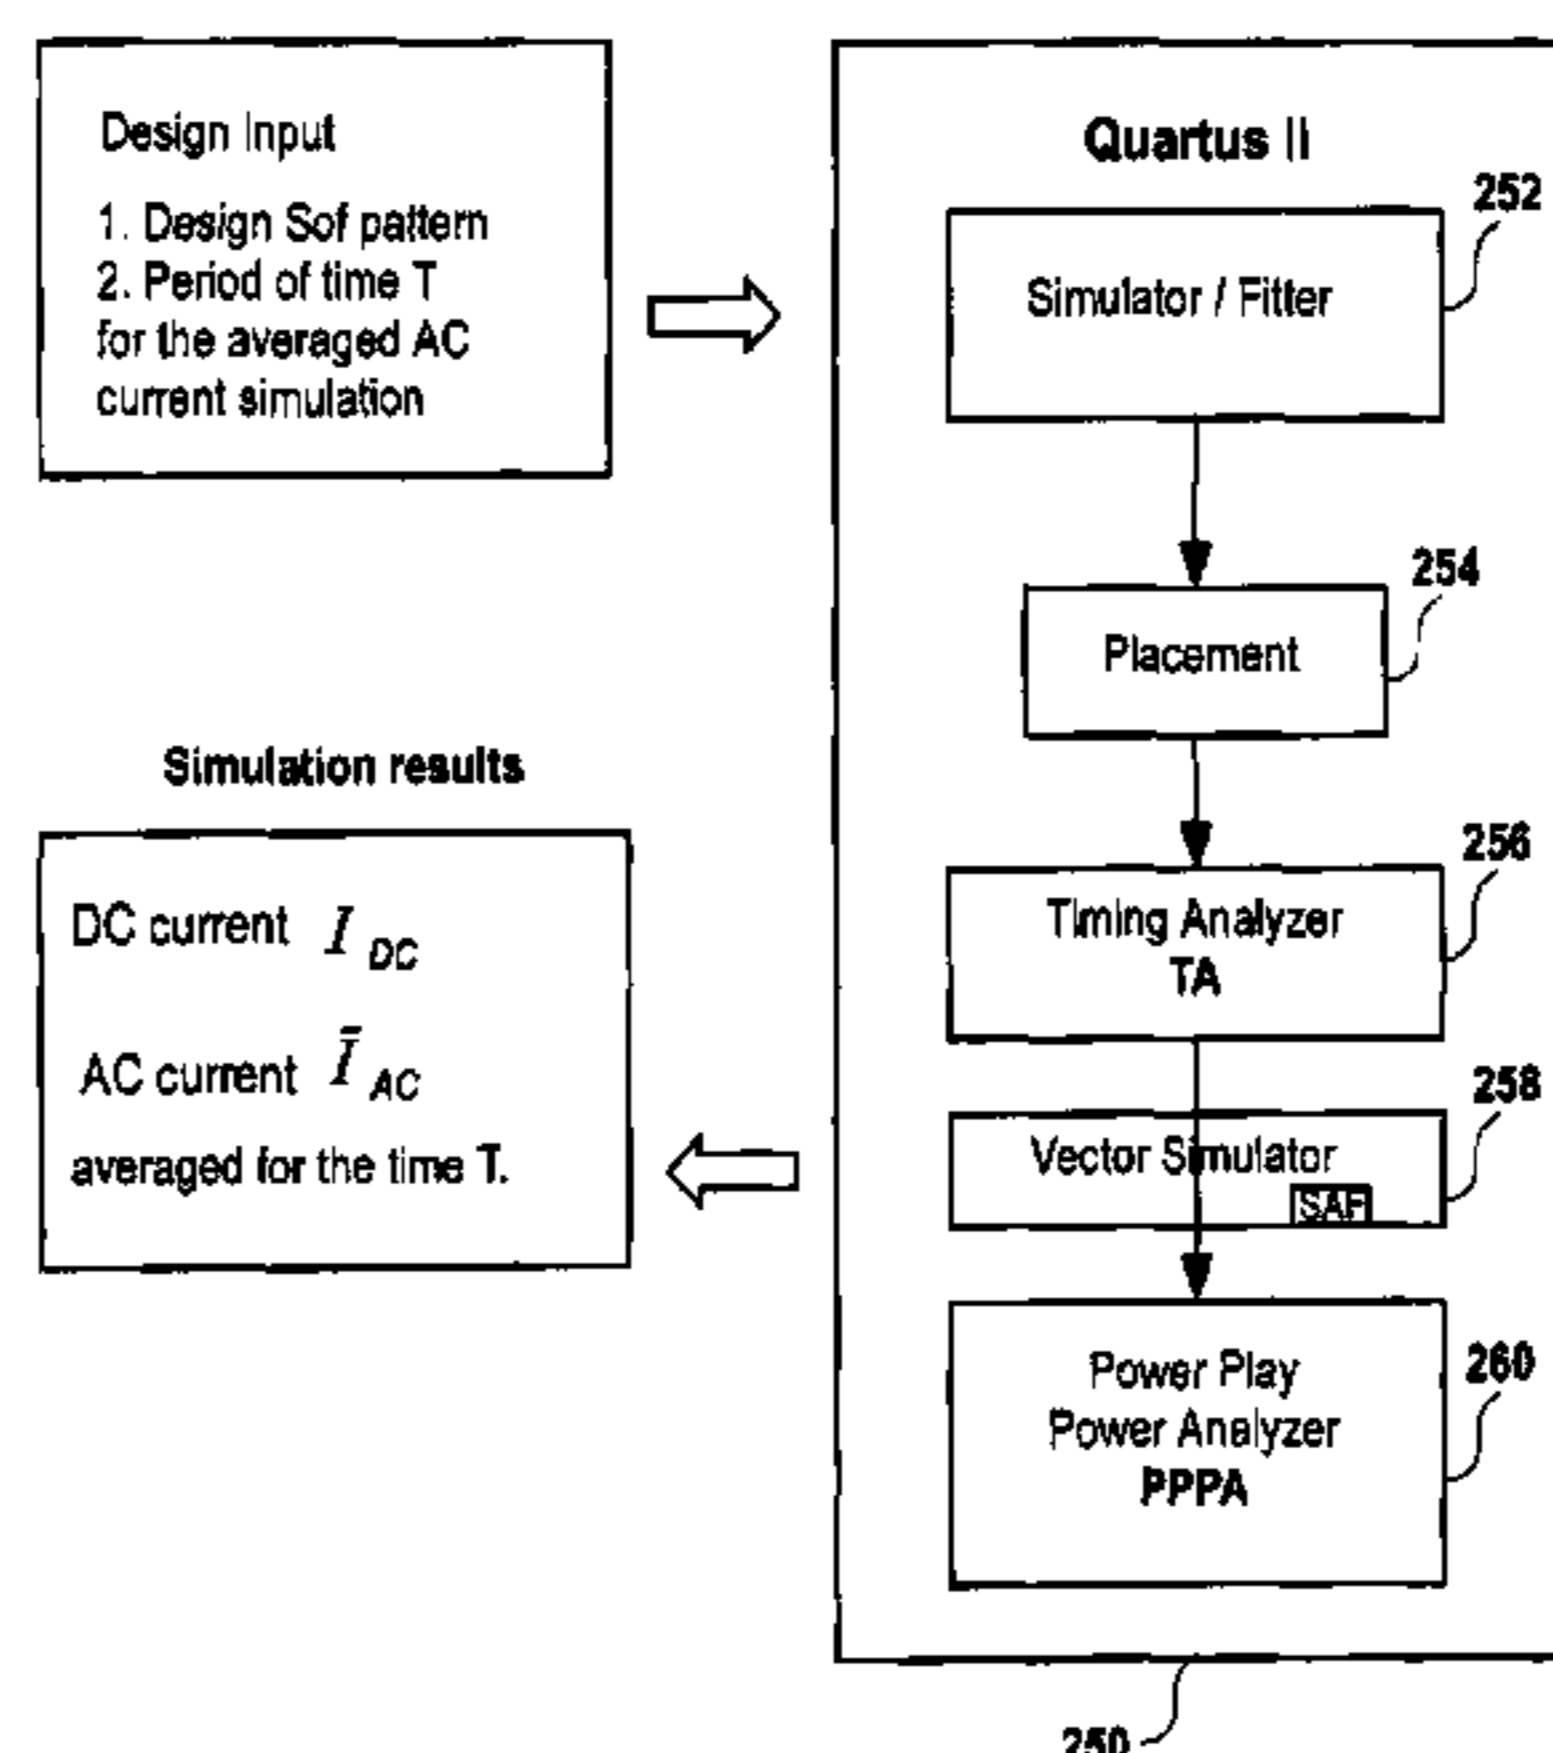 Design Input
1. Design Sof pattern
2. Period of time T
for the averaged AC
current simulation
Quartus II
252
Simulator / Fitter
254
Placement
256
Timing Analyzer
TA
258
Vector Simulator
SAF
260
Power Play
Power Analyzer
PPPA
250
Simulation results
DC current I DC
AC current Ī AC
averaged for the time T.